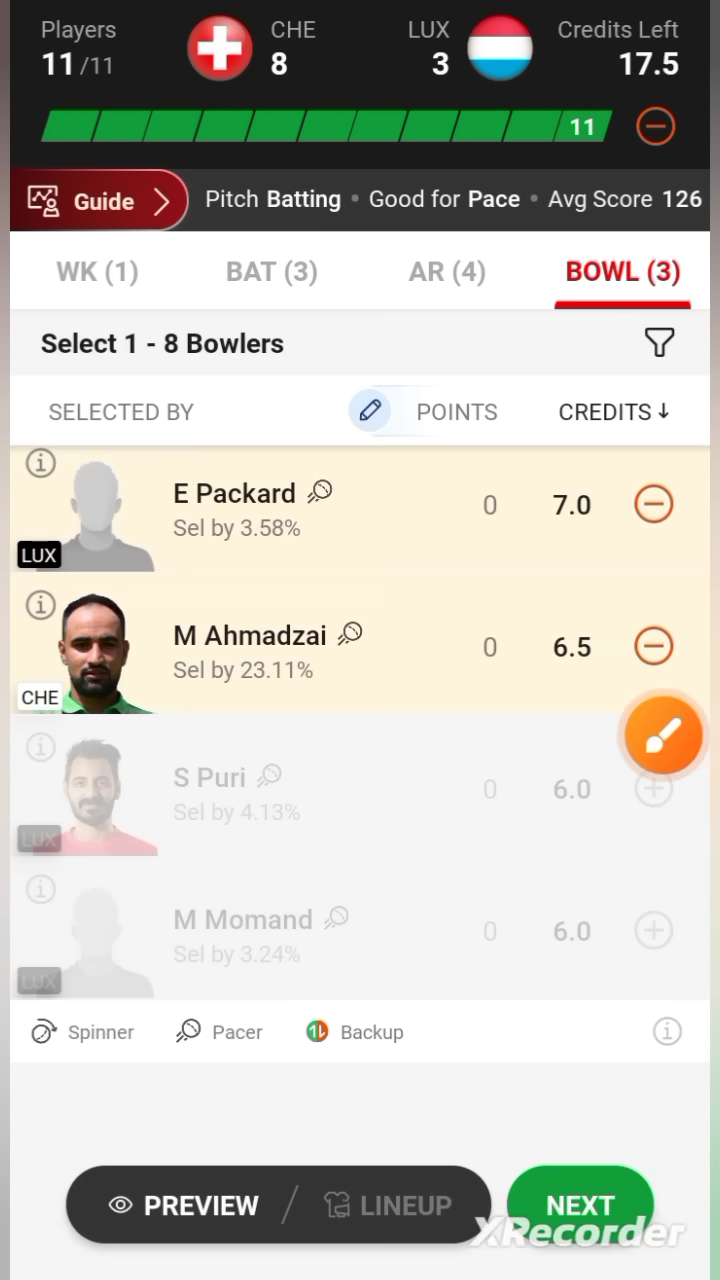 Players CHE LUX Credits Left
11/11 8 3 17.5
11
Guide Pitch Batting • Good for Pace • Avg Score 126
WK (1) BAT (3) AR (4) BOWL (3)
Select 1 - 8 Bowlers
SELECTED BY POINTS CREDITS ↓
E Packard
0 7.0
Sel by 3.58%
LUX
M Ahmadzai
0 6.5
Sel by 23.11%
CHE
S Puri
0 6.0
Sel by 4.13%
LUX
M Momand
0 6.0
Sel by 3.24%
LUX
Spinner Pacer Backup
PREVIEW / LINEUP NEXT
XRecorder